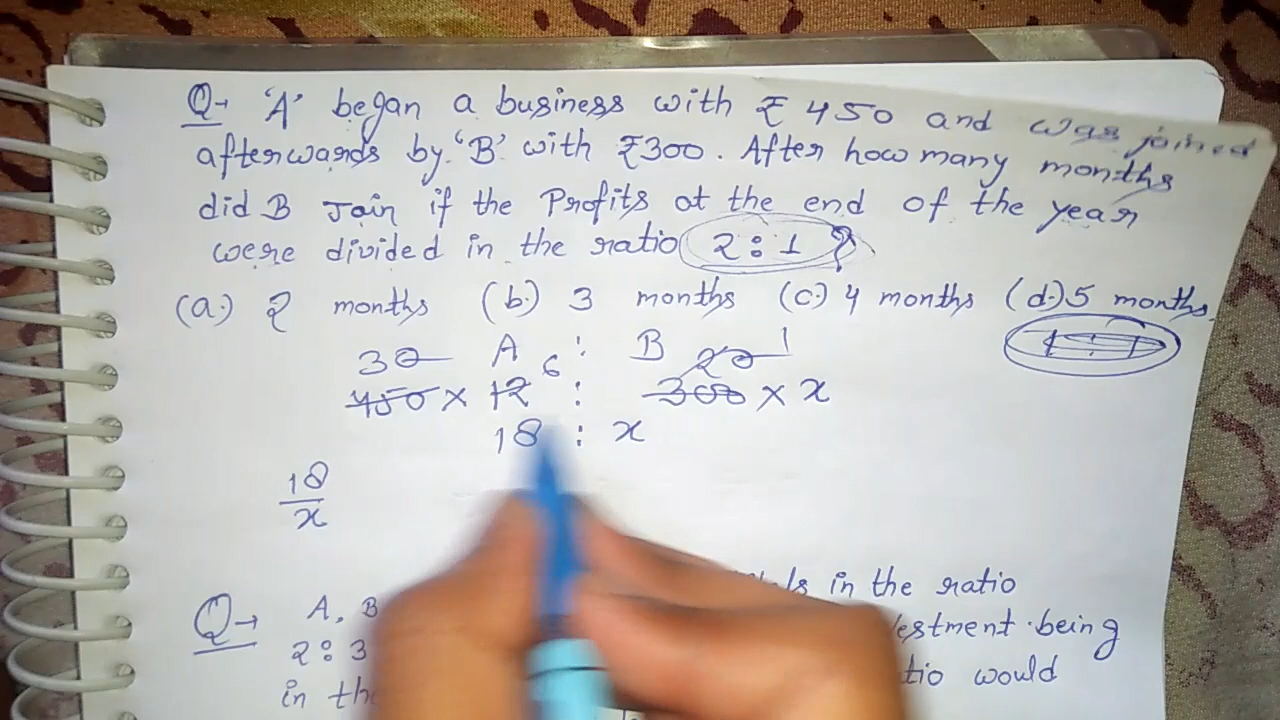 Q→ 'A' began a business with ₹ 450 and was joined
afterwards by 'B' with ₹300. After how many months
did B Join if the Profits at the end of the year
were divided in the ratio 2 : 1 ?
(a.) 2 months (b.) 3 months (c.) 4 months (d.) 5 months.
30 A : B 20 1
450 x 12 6 : 300 x x
18 : x
18
x
in the ratio
Q→ A, B
being
2 : 3
would
in the